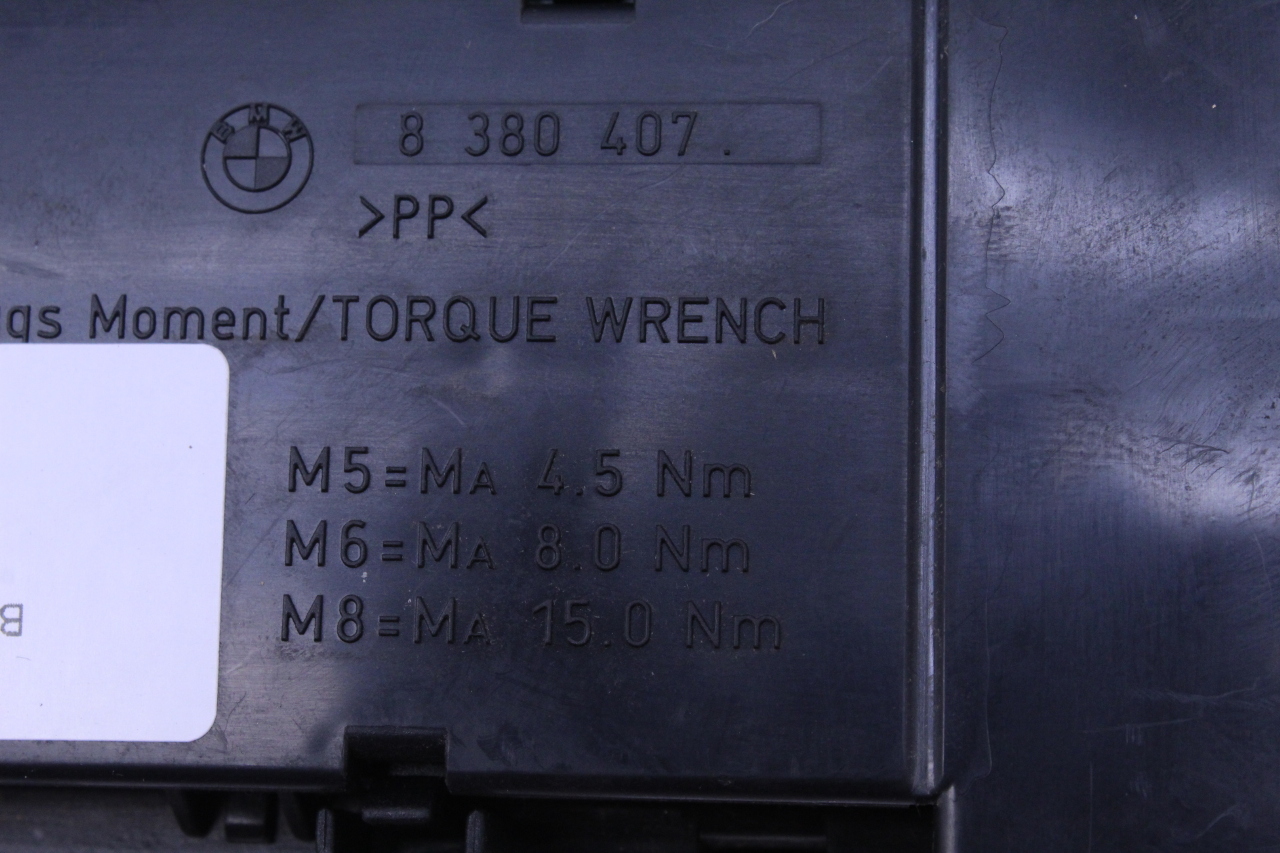 BMW
8 380 407 .
>PP<
ugs Moment/TORQUE WRENCH
M5=MA 4.5 Nm
M6=MA 8.0 Nm
M8=MA 15.0 Nm
B